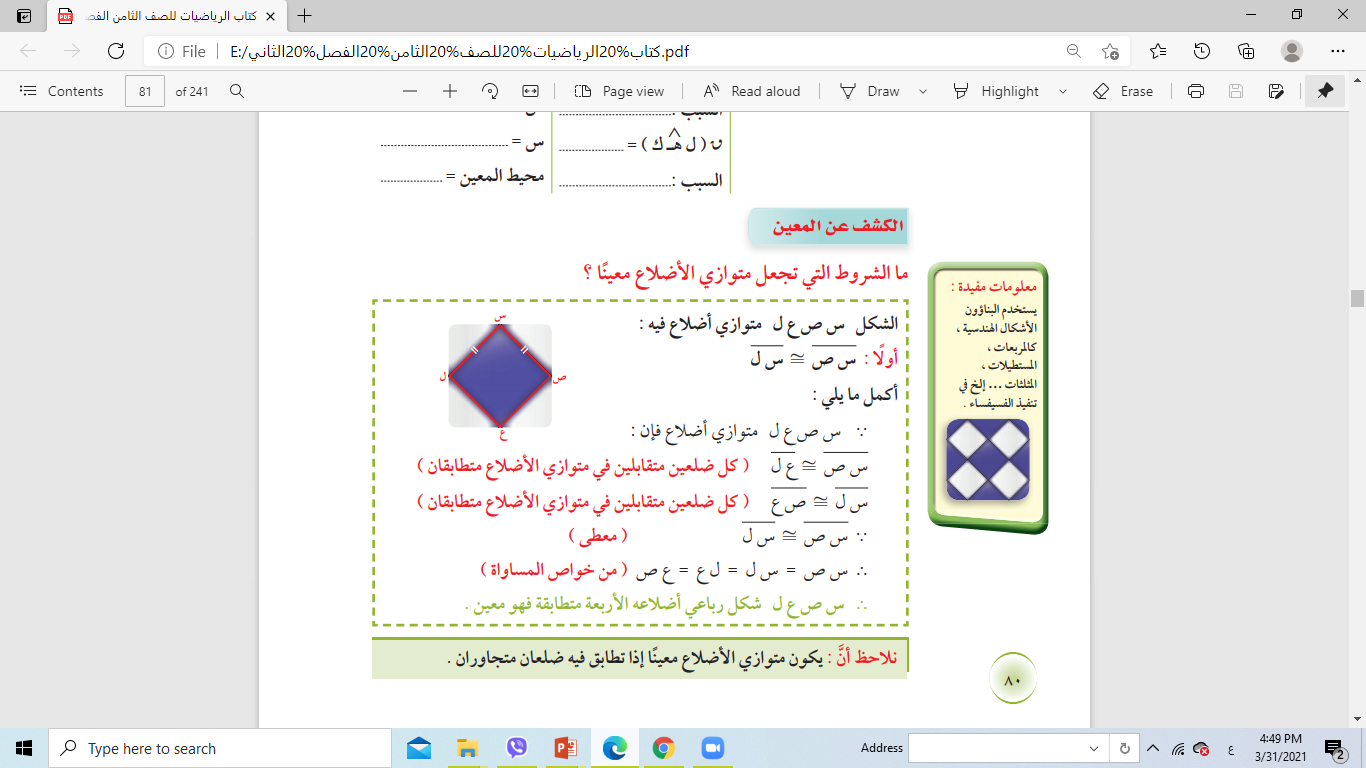 كتاب الرياضيات للصف الثامن الفص
File
E:/كتاب%20الرياضيات%20للصف%20الثامن%20الفصل%20الثاني.pdf
Contents
81
of 241
Page view
Read aloud
Draw
Highlight
Erase
السبب :
ن ( ل هـ ك ) =
السبب :
س =
محيط المعين =
الكشف عن المعين
ما الشروط التي تجعل متوازي الأضلاع معينًا ؟
معلومات مفيدة :
يستخدم البناؤون
الأشكال الهندسية ،
كالمربعات ،
المستطيلات ،
المثلثات ... إلخ في
تنفيذ الفسيفساء .
الشكل س ص ع ل متوازي أضلاع فيه :
أولًا : س ص ≅ س ل
أكمل ما يلي :
∵ س ص ع ل متوازي أضلاع فإن :
س ص ≅ ع ل ( كل ضلعين متقابلين في متوازي الأضلاع متطابقان )
س ل ≅ ص ع ( كل ضلعين متقابلين في متوازي الأضلاع متطابقان )
∵ س ص ≅ س ل ( معطى )
∴ س ص = س ل = ل ع = ع ص ( من خواص المساواة )
∴ س ص ع ل شكل رباعي أضلاعه الأربعة متطابقة فهو معين .
س
ص
ل
ع
نلاحظ أنَّ : يكون متوازي الأضلاع معينًا إذا تطابق فيه ضلعان متجاوران .
٨٠
Type here to search
Address
ع
4:49 PM
3/31/2021
2